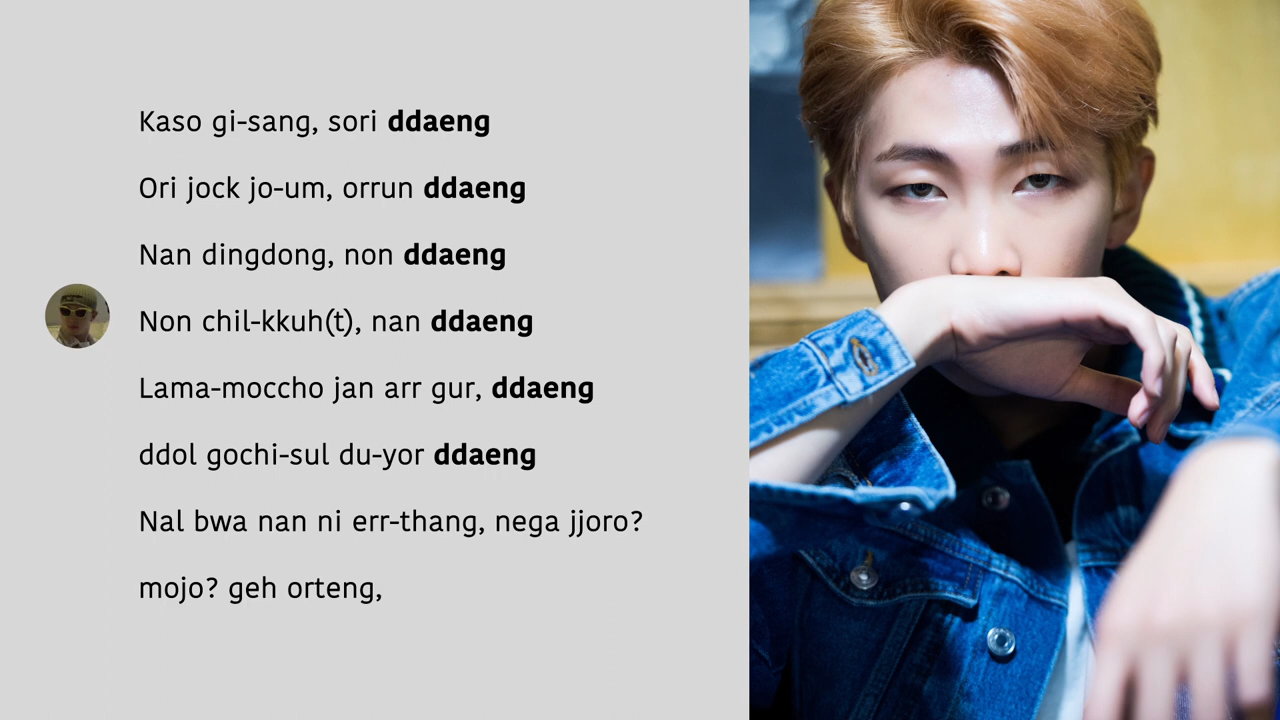 Kaso gi-sang, sori ddaeng
Ori jock jo-um, orrun ddaeng
Nan dingdong, non ddaeng
Non chil-kkuh(t), nan ddaeng
Lama-moccho jan arr gur, ddaeng
ddol gochi-sul du-yor ddaeng
Nal bwa nan ni err-thang, nega jjoro?
mojo? geh orteng,